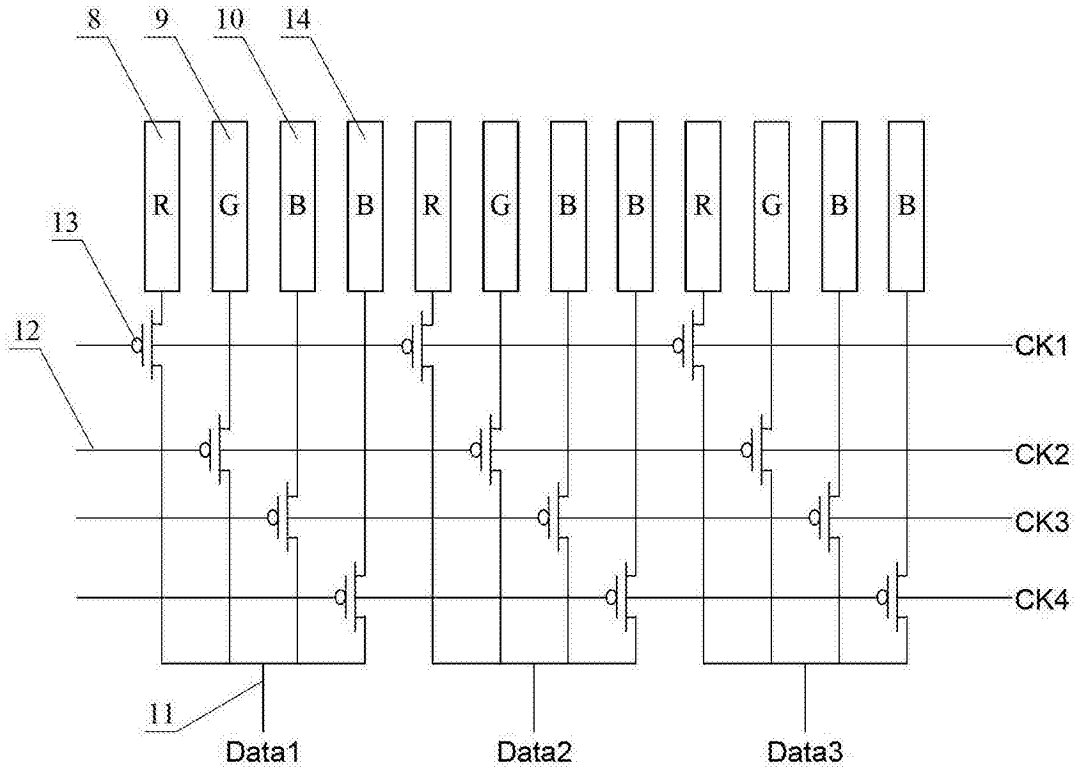 8 9 10 14
R G B B R G B B R G B B
13
12
CK1
CK2
CK3
CK4
11
Data1 Data2 Data3